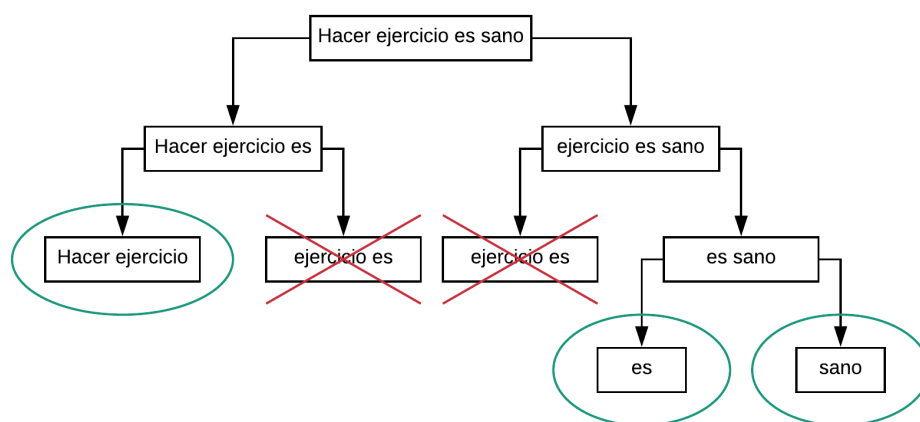 Hacer ejercicio es sano
Hacer ejercicio es
ejercicio es sano
Hacer ejercicio
ejercicio es
ejercicio es
es sano
es
sano